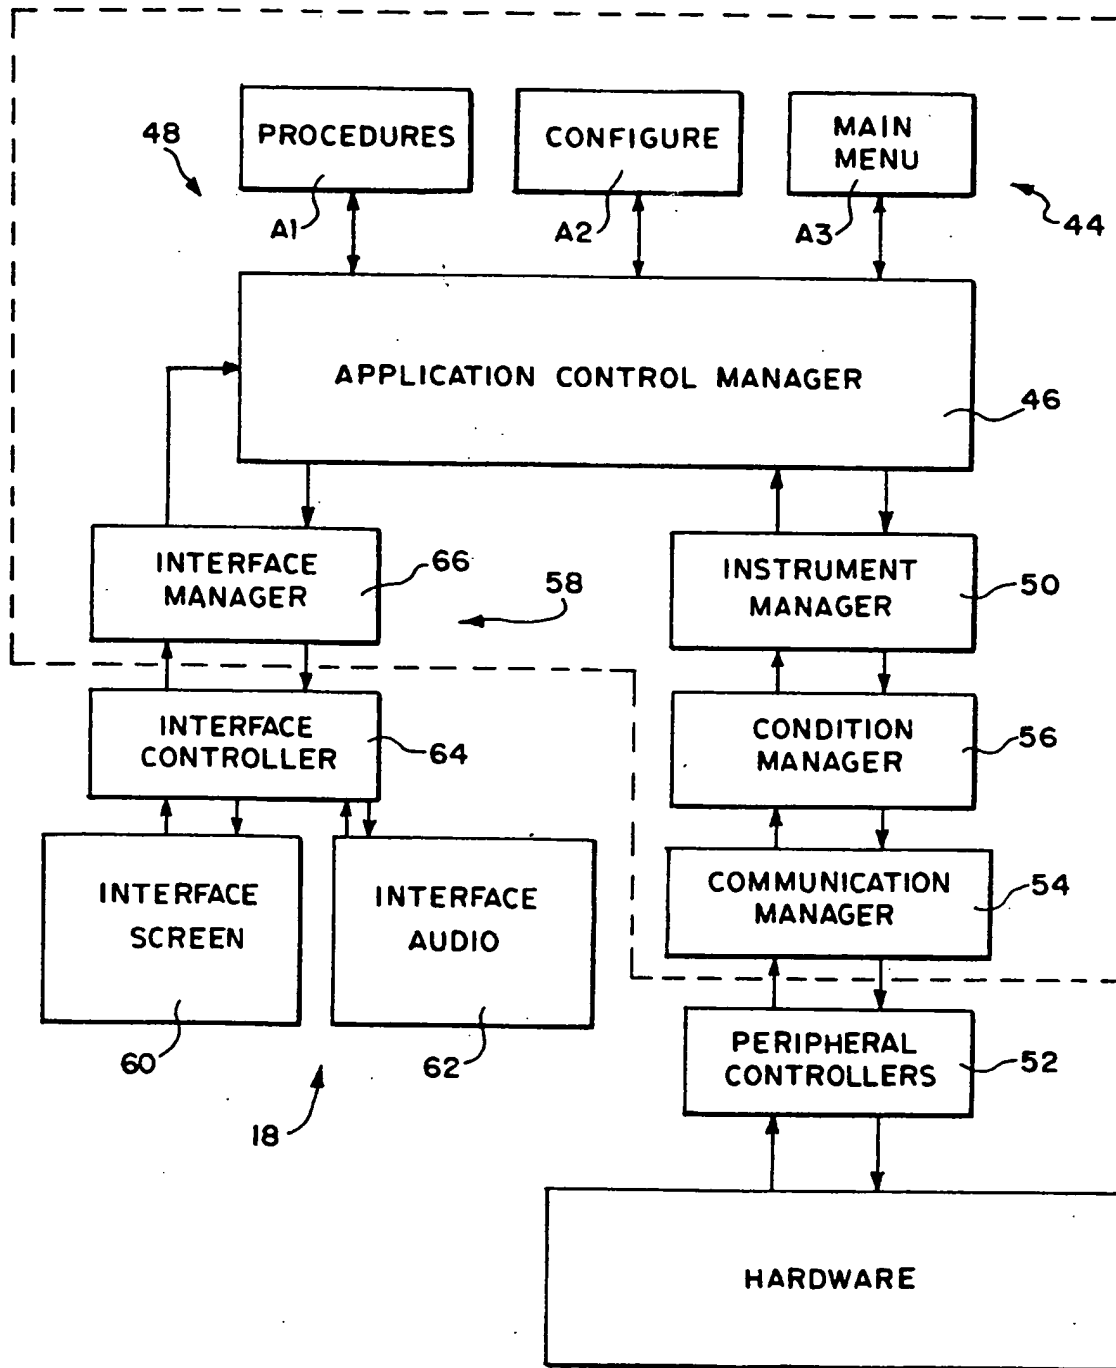 PROCEDURES
CONFIGURE
MAIN
MENU
48
A1
A2
A3
44
APPLICATION CONTROL MANAGER
46
INTERFACE
MANAGER
66
58
INSTRUMENT
MANAGER
50
INTERFACE
CONTROLLER
64
CONDITION
MANAGER
56
INTERFACE
SCREEN
60
INTERFACE
AUDIO
62
COMMUNICATION
MANAGER
54
18
PERIPHERAL
CONTROLLERS
52
HARDWARE